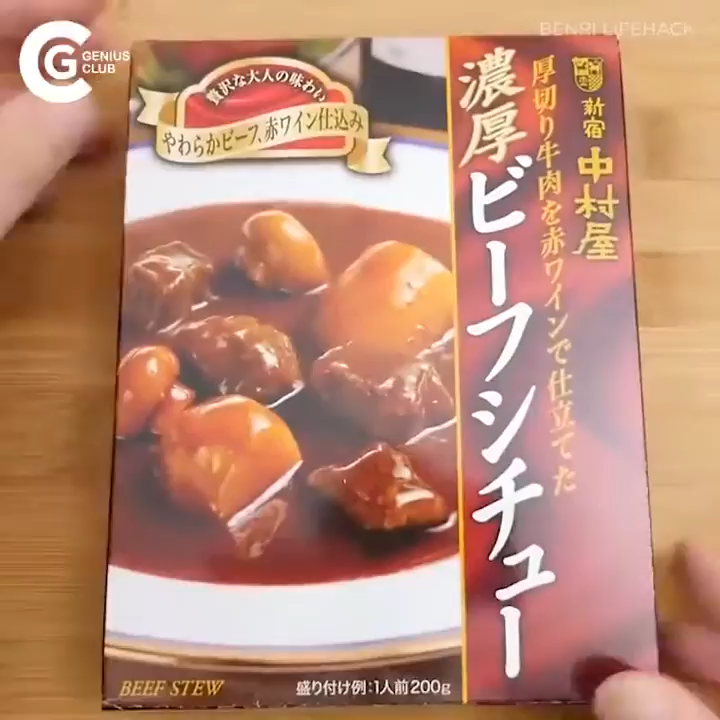 GENIUS
CLUB
BENRI LIFEHACK
贅沢な大人の味わい
やわらかビーフ、赤ワイン仕込み
新宿
中村屋
厚切り牛肉を赤ワインで仕立てた
濃厚ビーフシチュー
BEEF STEW
盛り付け例:1人前200g